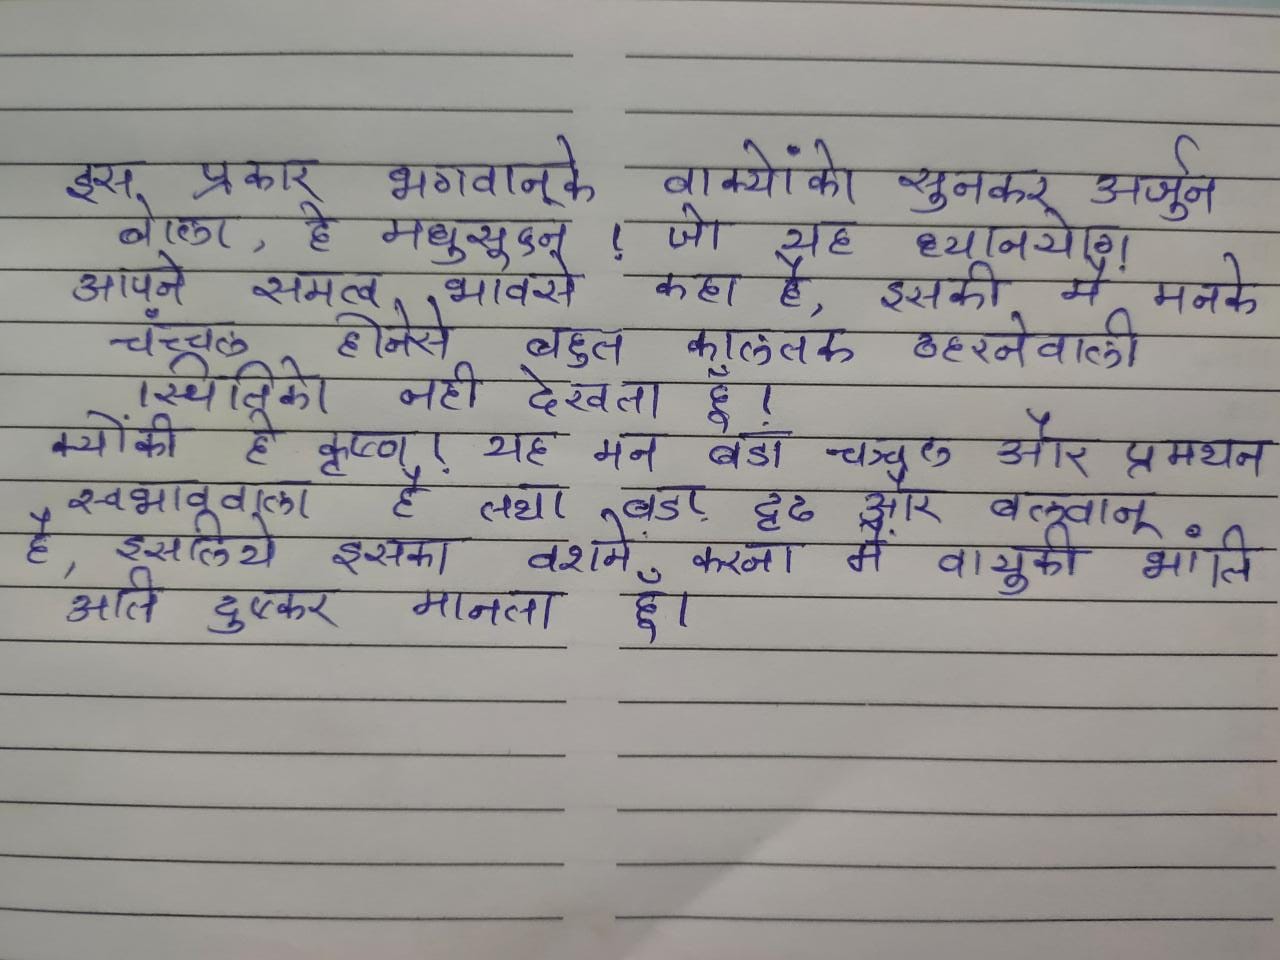 इस प्रकार भगवानके वाक्योंको सुनकर अर्जुन
बोला, हे मधुसूदन ! जो यह ध्यानयोग
आपने समत्व भावसे कहा है, इसकी मैं मनके
चंच्चल होनेसे बहुत कालतक ठहरनेवाली
स्थितिको नही देखता हूँ।
क्योंकी हे कृष्ण! यह मन बडा चञ्चल और प्रमथन
स्वभाववाला है तथा बडा दृढ और बलवान्
है, इसलिये इसका वशमें करना मैं वायुकी भांति
अति दुष्कर मानता हूँ।